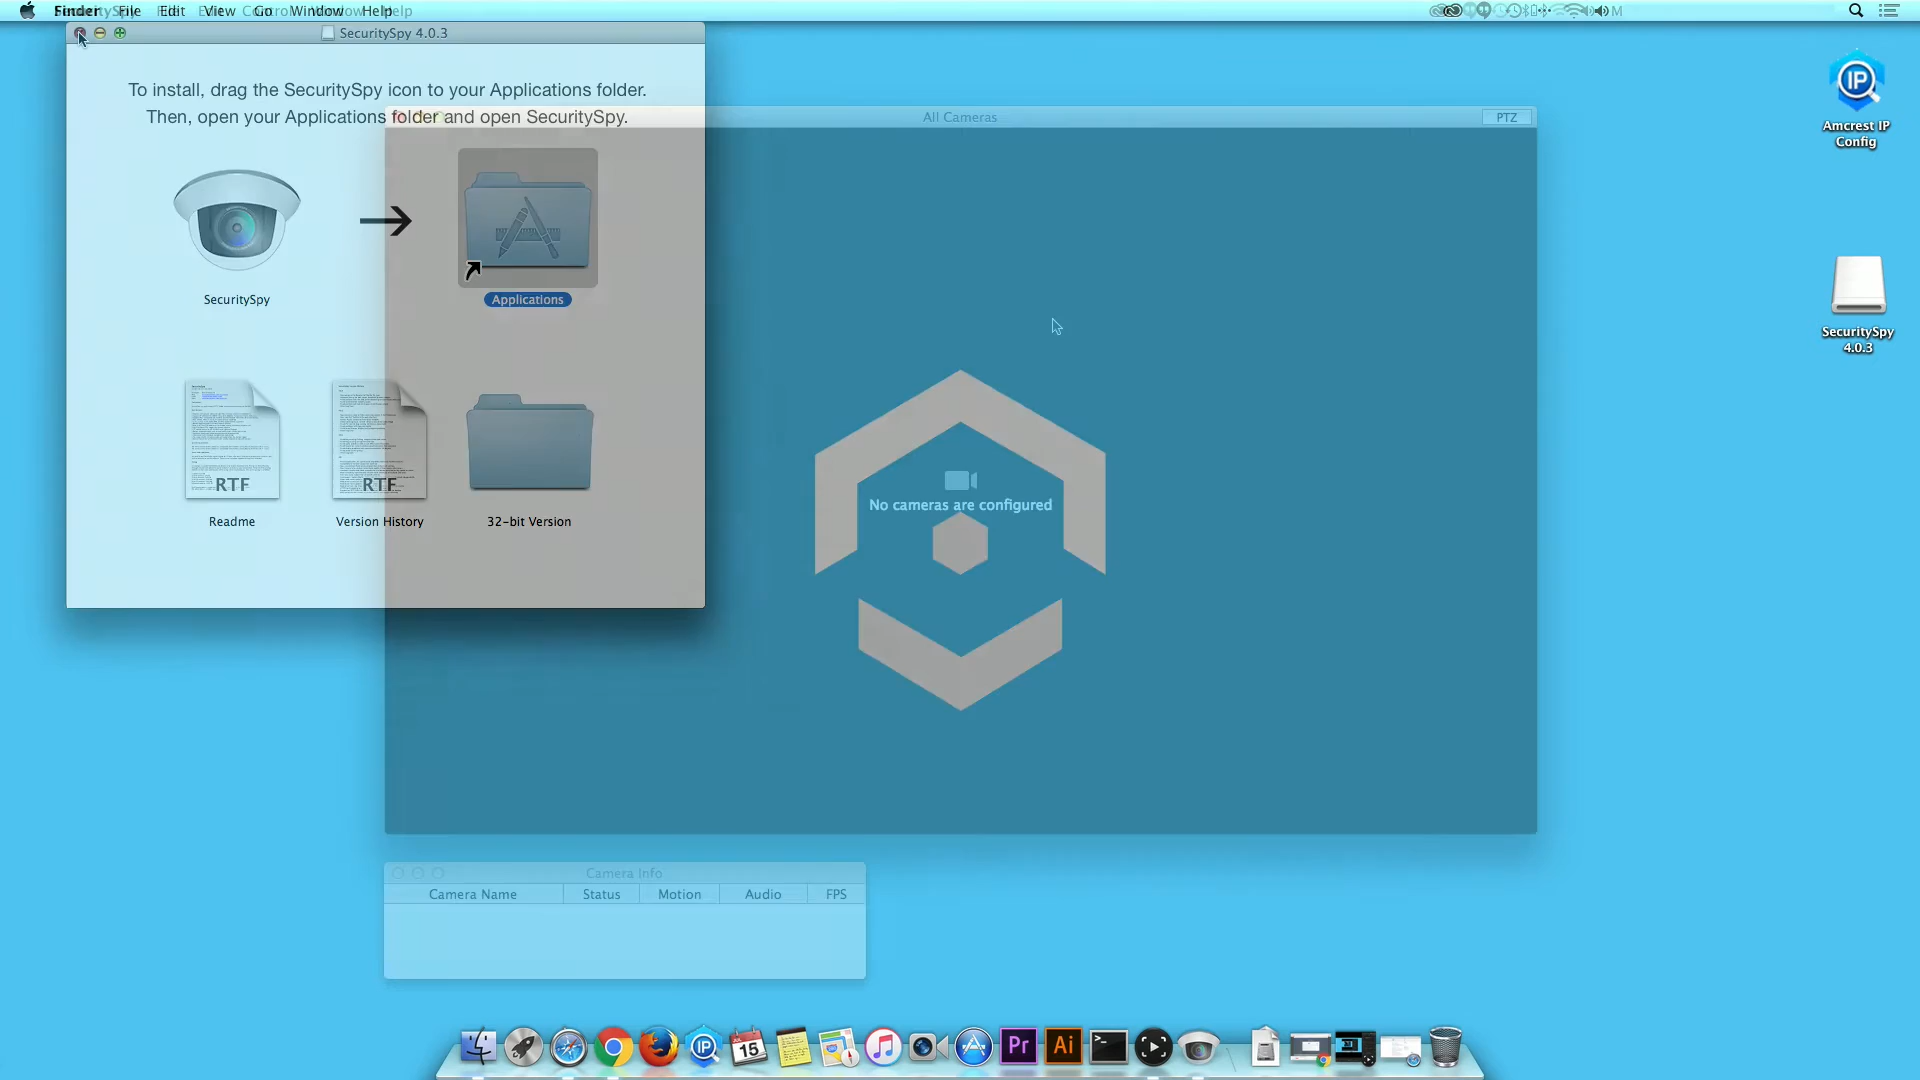 Finder File Edit View Go Window Help
SecuritySpy 4.0.3
To install, drag the SecuritySpy icon to your Applications folder.
Then, open your Applications folder and open SecuritySpy.
SecuritySpy
Applications
RTF
RTF
Readme
Version History
32-bit Version
All Cameras
PTZ
No cameras are configured
Camera Info
Camera Name Status Motion Audio FPS
IP
Amcrest IP
Config
SecuritySpy
4.0.3
IP
15
Pr
Ai